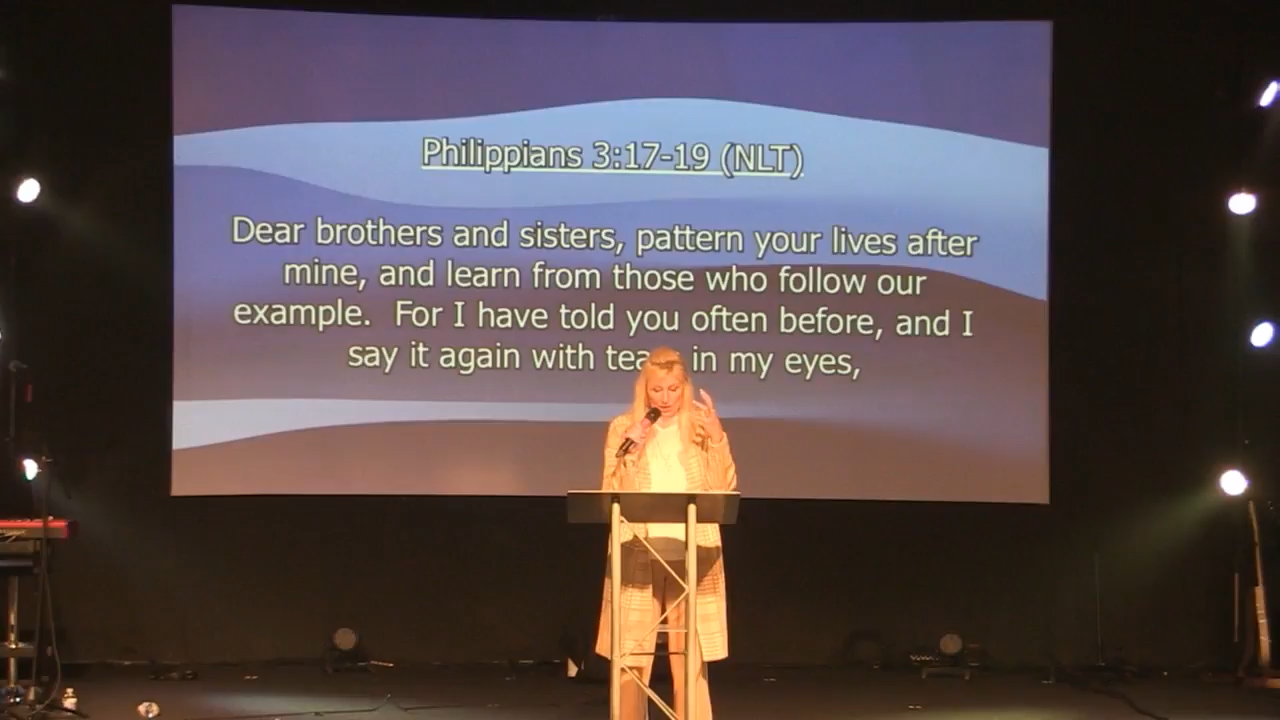 Philippians 3:17-19 (NLT)
Dear brothers and sisters, pattern your lives after
mine, and learn from those who follow our
example. For I have told you often before, and I
say it again with in my eyes,